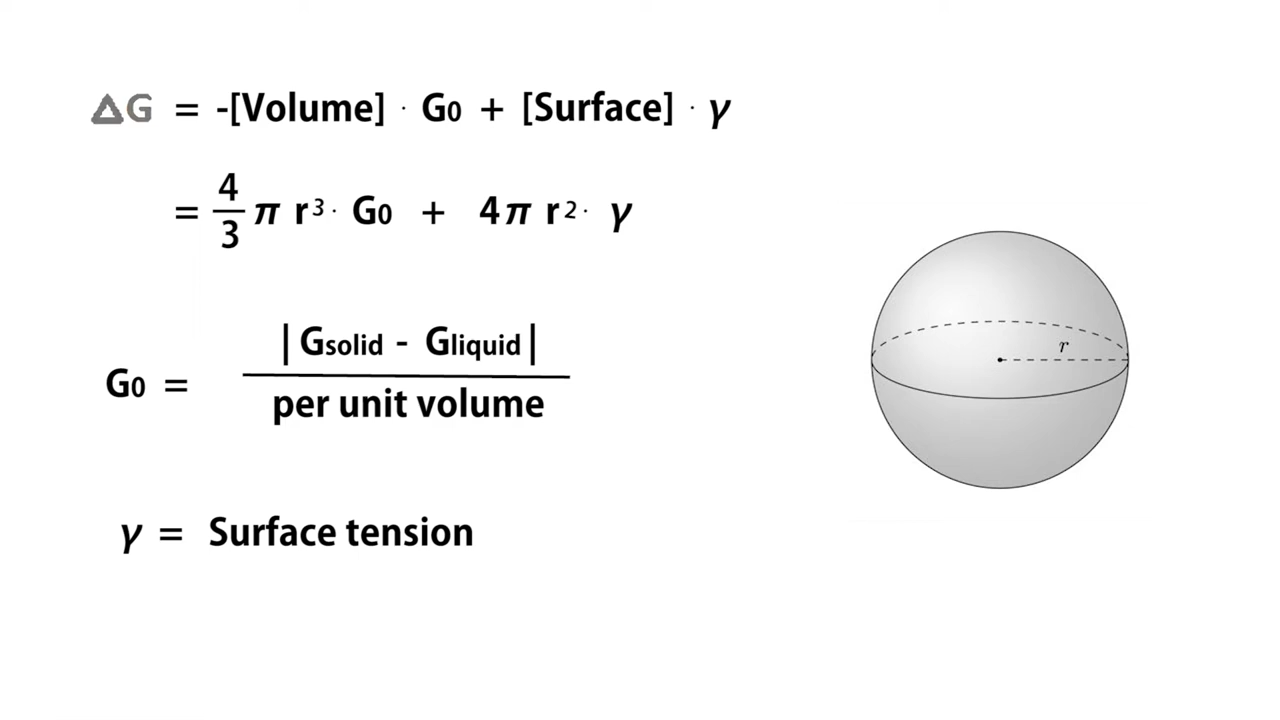 ΔG = -[Volume] · G₀ + [Surface] · γ
= 4/3 π r³ · G₀ + 4π r² · γ
G₀ = |Gsolid - Gliquid| / per unit volume
r
γ = Surface tension